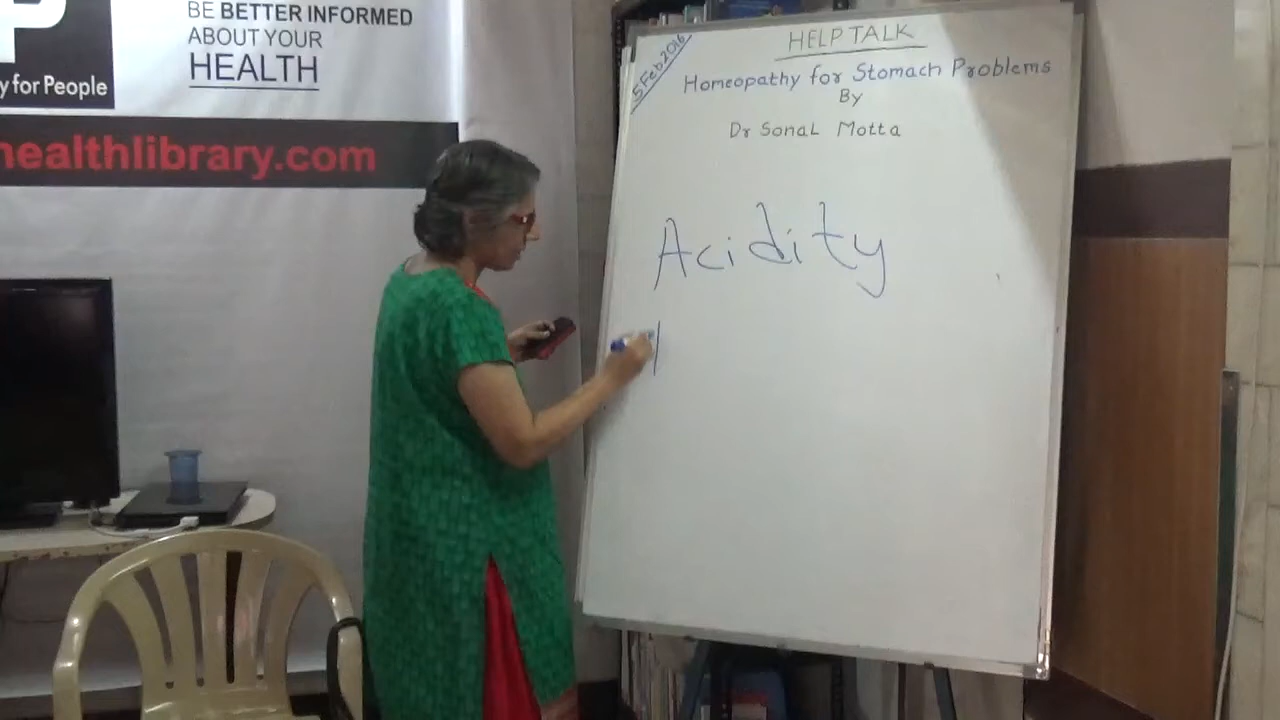 BE BETTER INFORMED
ABOUT YOUR
HEALTH
y for People
healthlibrary.com
5 Feb 2016
HELP TALK
Homeopathy for Stomach Problems
By
Dr Sonal Motta
Acidity